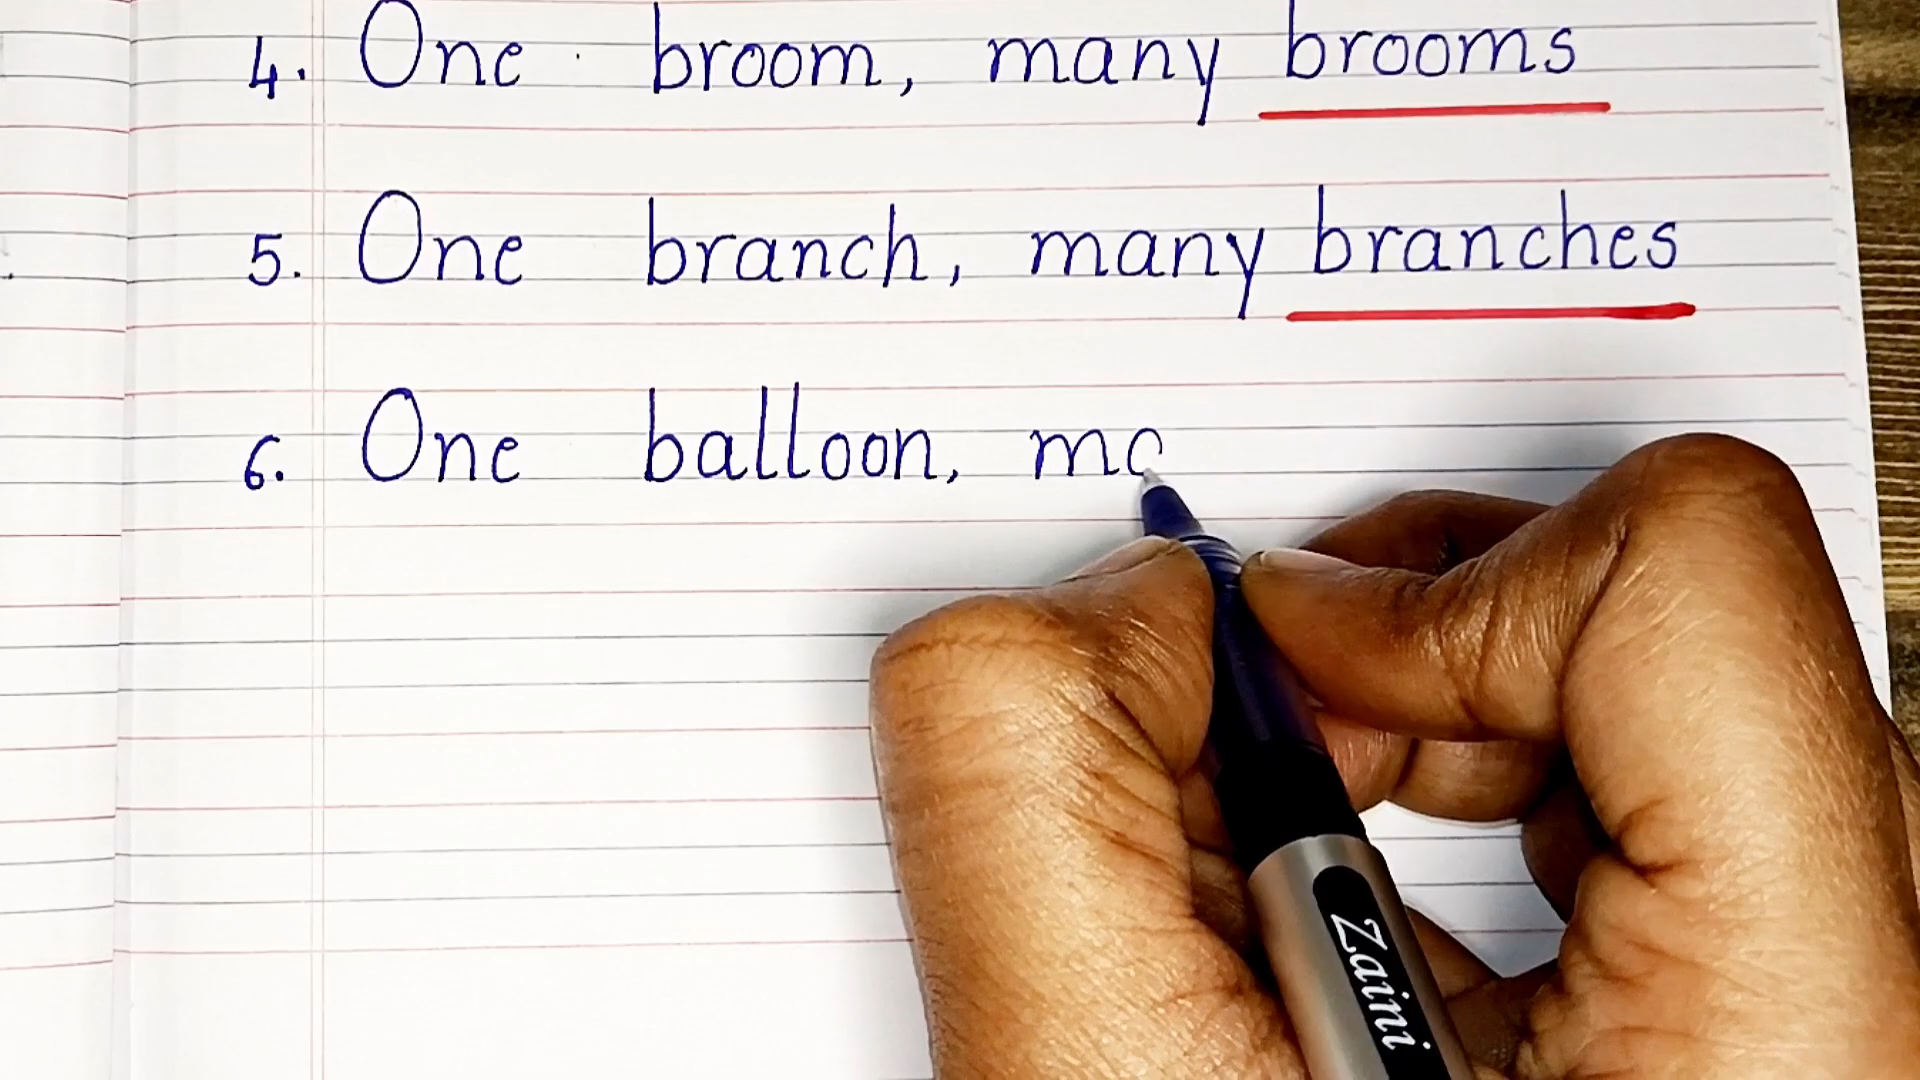 4. One broom, many brooms
5. One branch, many branches
6. One balloon, ma
Zaini